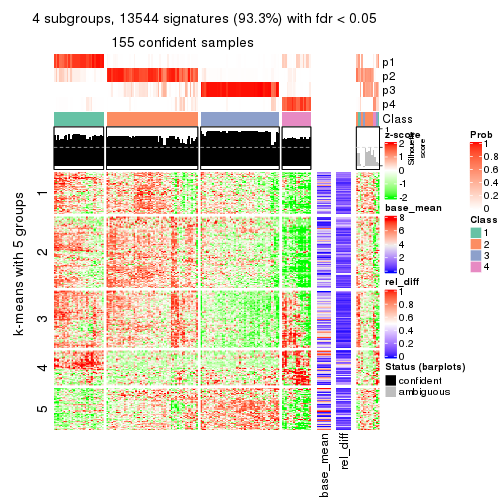 4 subgroups, 13544 signatures (93.3%) with fdr < 0.05
155 confident samples
p1
p2
p3
p4
Class
1
Silhouette
score
z-score
2
1
0
-1
-2
Prob
1
0.8
0.6
0.4
0.2
0
base_mean
8
6
4
2
0
Class
1
2
3
4
rel_diff
1
0.8
0.6
0.4
0.2
0
Status (barplots)
confident
ambiguous
k-means with 5 groups
1
2
3
4
5
base_mean
rel_diff